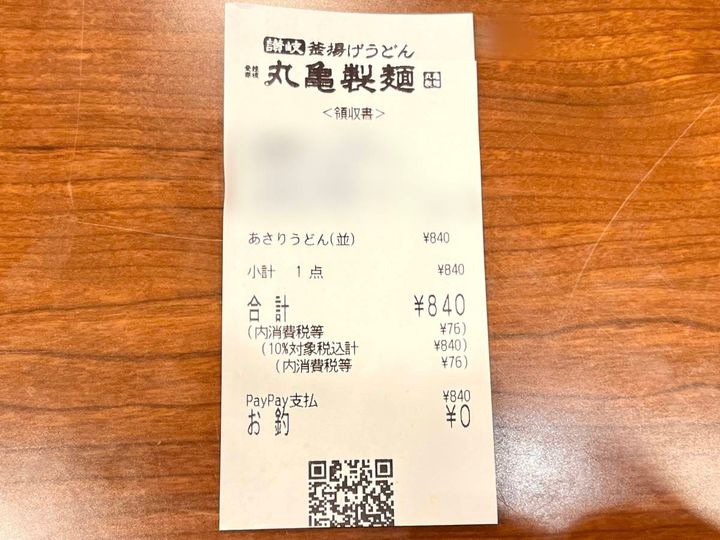 讃岐 釜揚げうどん
丸亀製麺
<領収書>
あさりうどん(並) ¥840
小計 1点 ¥840
合計 ¥840
(内消費税等 ¥76)
(10%対象税込計 ¥840)
(内消費税等 ¥76)
PayPay支払 ¥840
お釣 ¥0